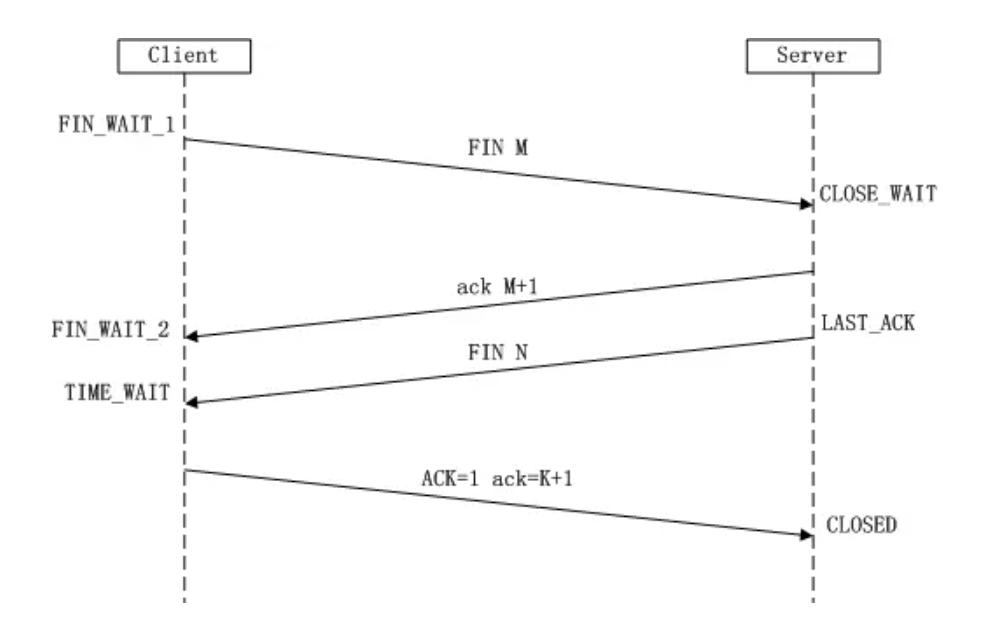 Client
Server
FIN_WAIT_1
FIN M
CLOSE_WAIT
ack M+1
FIN_WAIT_2
LAST_ACK
FIN N
TIME_WAIT
ACK=1 ack=K+1
CLOSED